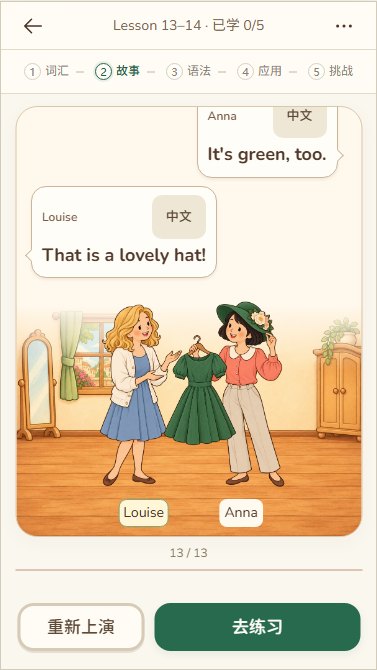 Lesson 13–14 · 已学 0/5
1 词汇 – 2 故事 – 3 语法 – 4 应用 – 5 挑战
Anna 中文
It's green, too.
Louise 中文
That is a lovely hat!
Louise Anna
13 / 13
重新上演 去练习